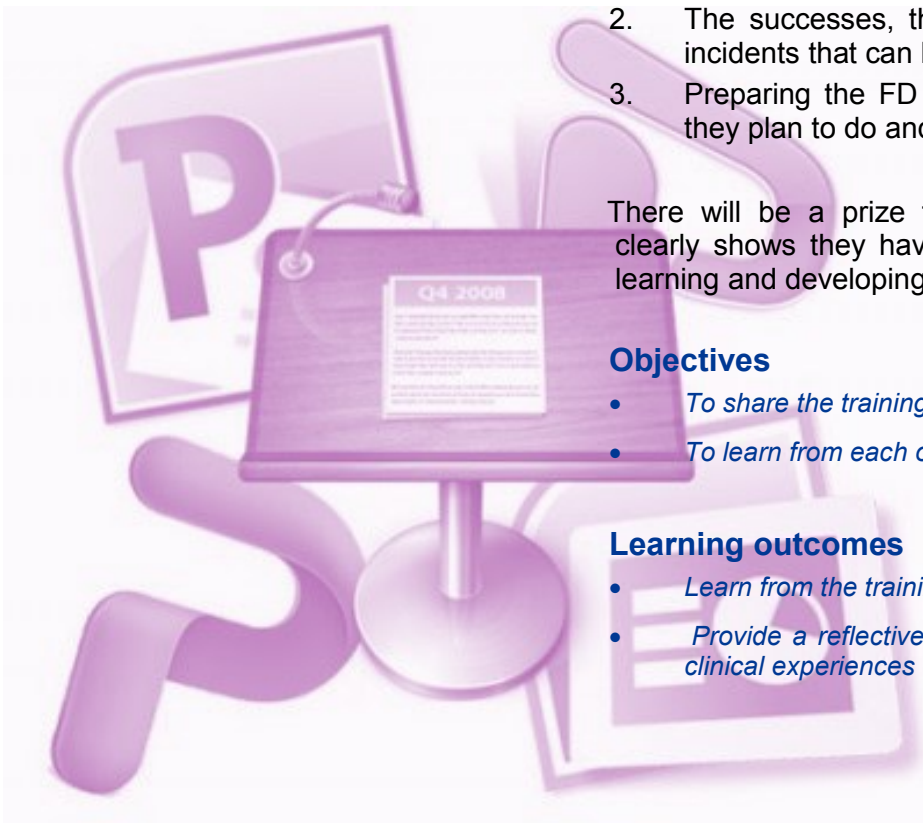 2. The successes, th
incidents that can
3. Preparing the FD
they plan to do and
There will be a prize
clearly shows they hav
learning and developing
Q4 2008
Objectives
• To share the training
• To learn from each o
Learning outcomes
• Learn from the traini
• Provide a reflective
clinical experiences